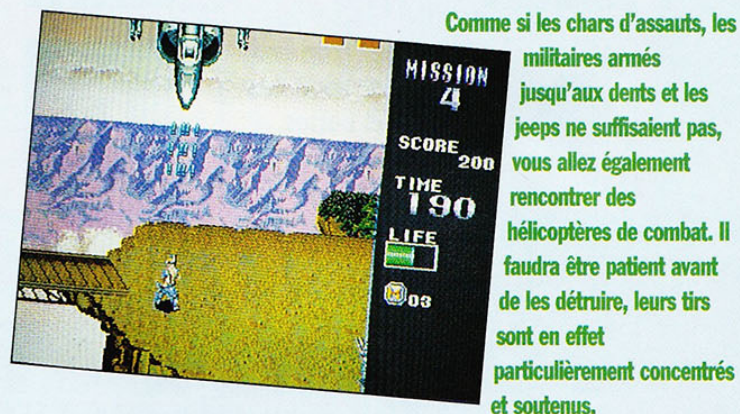 MISSION
4
SCORE
200
TIME
190
LIFE
M 03
Comme si les chars d'assauts, les
militaires armés
jusqu'aux dents et les
jeeps ne suffisaient pas,
vous allez également
rencontrer des
hélicoptères de combat. Il
faudra être patient avant
de les détruire, leurs tirs
sont en effet
particulièrement concentrés
et soutenus.